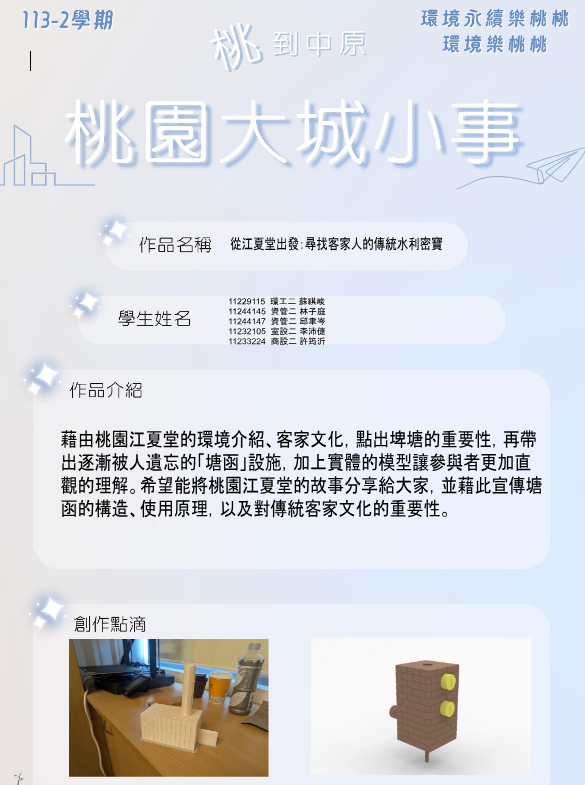 113-2學期
環境永續樂桃桃
環境樂桃桃
桃到中原
桃園大城小事
作品名稱 從江夏堂出發:尋找客家人的傳統水利密寶
學生姓名
11229115 環工二 蘇祺峻
11244145 資管二 林子庭
11244147 資管二 邱聿岑
11232105 室設二 李沛倢
11233224 商設二 許筠沂
作品介紹
藉由桃園江夏堂的環境介紹、客家文化, 點出埤塘的重要性, 再帶
出逐漸被人遺忘的「塘函」設施, 加上實體的模型讓參與者更加直
觀的理解。希望能將桃園江夏堂的故事分享給大家, 並藉此宣傳塘
函的構造、使用原理, 以及對傳統客家文化的重要性。
創作點滴